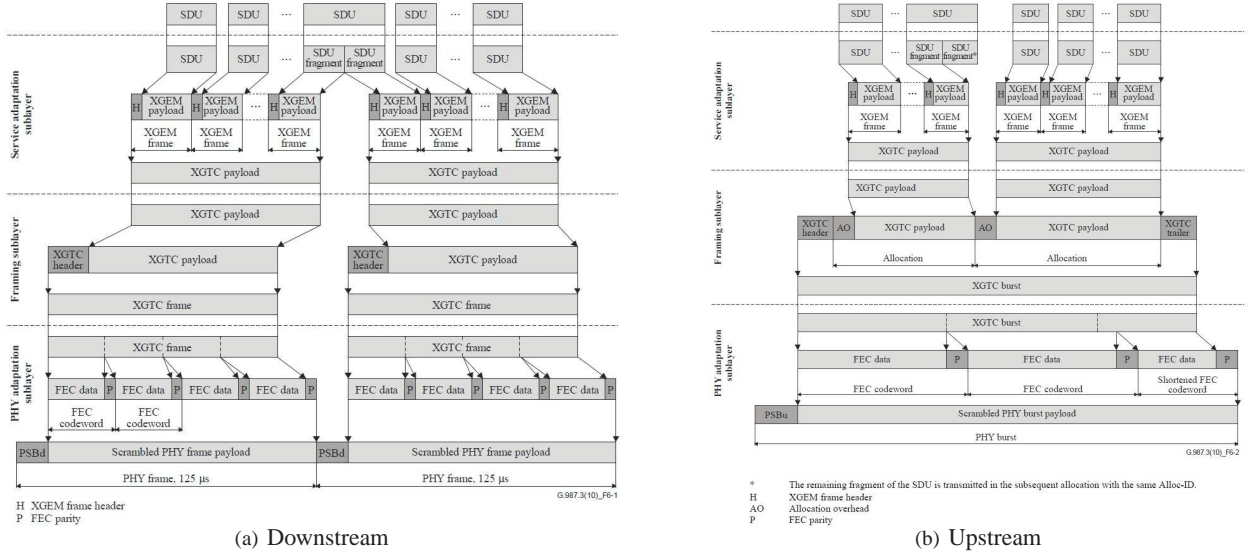 SDU SDU ... SDU SDU ... SDU
SDU SDU ... SDU fragment SDU fragment SDU ... SDU
H XGEM payload H XGEM payload ... H XGEM payload H XGEM payload H XGEM payload ... H XGEM payload
XGEM frame XGEM frame XGEM frame XGEM frame XGEM frame XGEM frame
XGTC payload XGTC payload
Service adaptation sublayer
XGTC payload XGTC payload
XGTC header XGTC payload XGTC header XGTC payload
XGTC frame XGTC frame
Framing sublayer
XGTC frame XGTC frame
FEC data P FEC data P FEC data P FEC data P FEC data P FEC data P FEC data P FEC data P
FEC codeword FEC codeword
PHY adaptation sublayer
PSBd Scrambled PHY frame payload PSBd Scrambled PHY frame payload
PHY frame, 125 µs PHY frame, 125 µs
G.987.3(10)_F6-1
H XGEM frame header
P FEC parity
(a) Downstream
SDU ... SDU SDU SDU ... SDU
SDU ... SDU fragment SDU fragment* SDU SDU ... SDU
H XGEM payload ... H XGEM payload H XGEM payload H XGEM payload ... H XGEM payload
XGEM frame XGEM frame XGEM frame XGEM frame XGEM frame
XGTC payload XGTC payload
Service adaptation sublayer
XGTC payload XGTC payload
XGTC header AO XGTC payload AO XGTC payload XGTC trailer
Allocation Allocation
XGTC burst
Framing sublayer
XGTC burst
FEC data P FEC data P FEC data P
FEC codeword FEC codeword Shortened FEC codeword
PHY adaptation sublayer
PSBu Scrambled PHY burst payload
PHY burst
G.987.3(10)_F6-2
* The remaining fragment of the SDU is transmitted in the subsequent allocation with the same Alloc-ID.
H XGEM frame header
AO Allocation overhead
P FEC parity
(b) Upstream